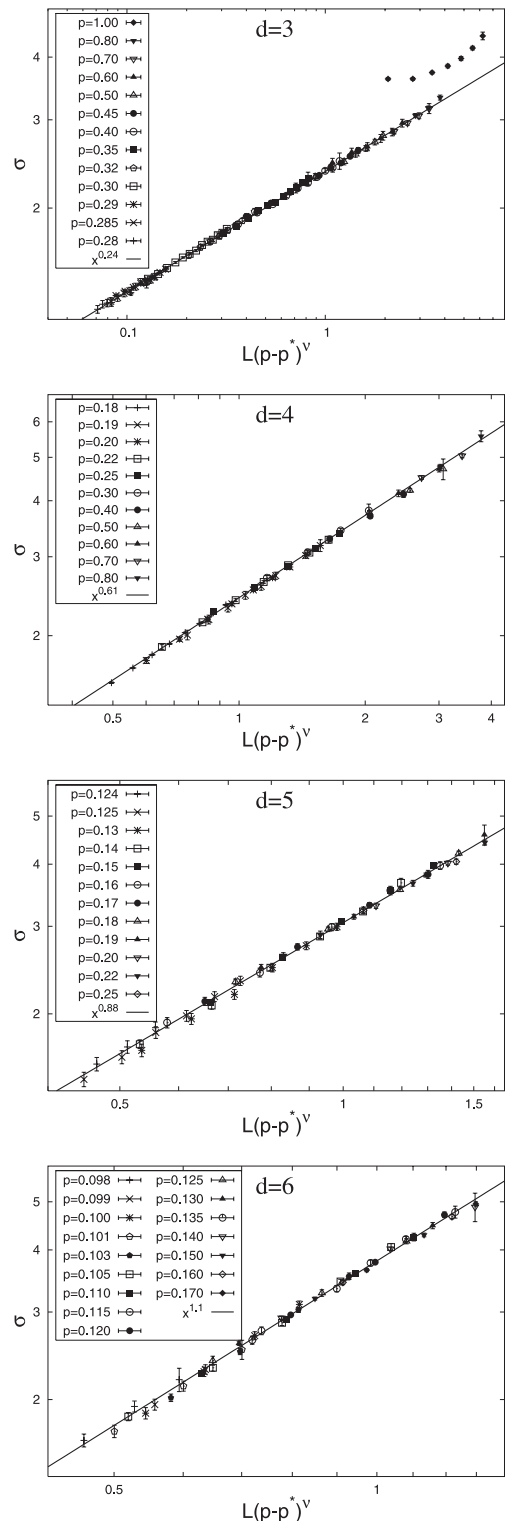 d=3
p=1.00
p=0.80
p=0.70
p=0.60
p=0.50
p=0.45
p=0.40
p=0.35
p=0.32
p=0.30
p=0.29
p=0.285
p=0.28
x^0.24
4
3
2
σ
0.1 1
L(p-p*)^ν
d=4
p=0.18
p=0.19
p=0.20
p=0.22
p=0.25
p=0.30
p=0.40
p=0.50
p=0.60
p=0.70
p=0.80
x^0.61
6
5
4
3
2
σ
0.5 1 2 3 4
L(p-p*)^ν
d=5
p=0.124
p=0.125
p=0.13
p=0.14
p=0.15
p=0.16
p=0.17
p=0.18
p=0.19
p=0.20
p=0.22
p=0.25
x^0.88
5
4
3
2
σ
0.5 1 1.5
L(p-p*)^ν
d=6
p=0.098 p=0.125
p=0.099 p=0.130
p=0.100 p=0.135
p=0.101 p=0.140
p=0.103 p=0.150
p=0.105 p=0.160
p=0.110 p=0.170
p=0.115 x^1.1
p=0.120
5
4
3
2
σ
0.5 1
L(p-p*)^ν